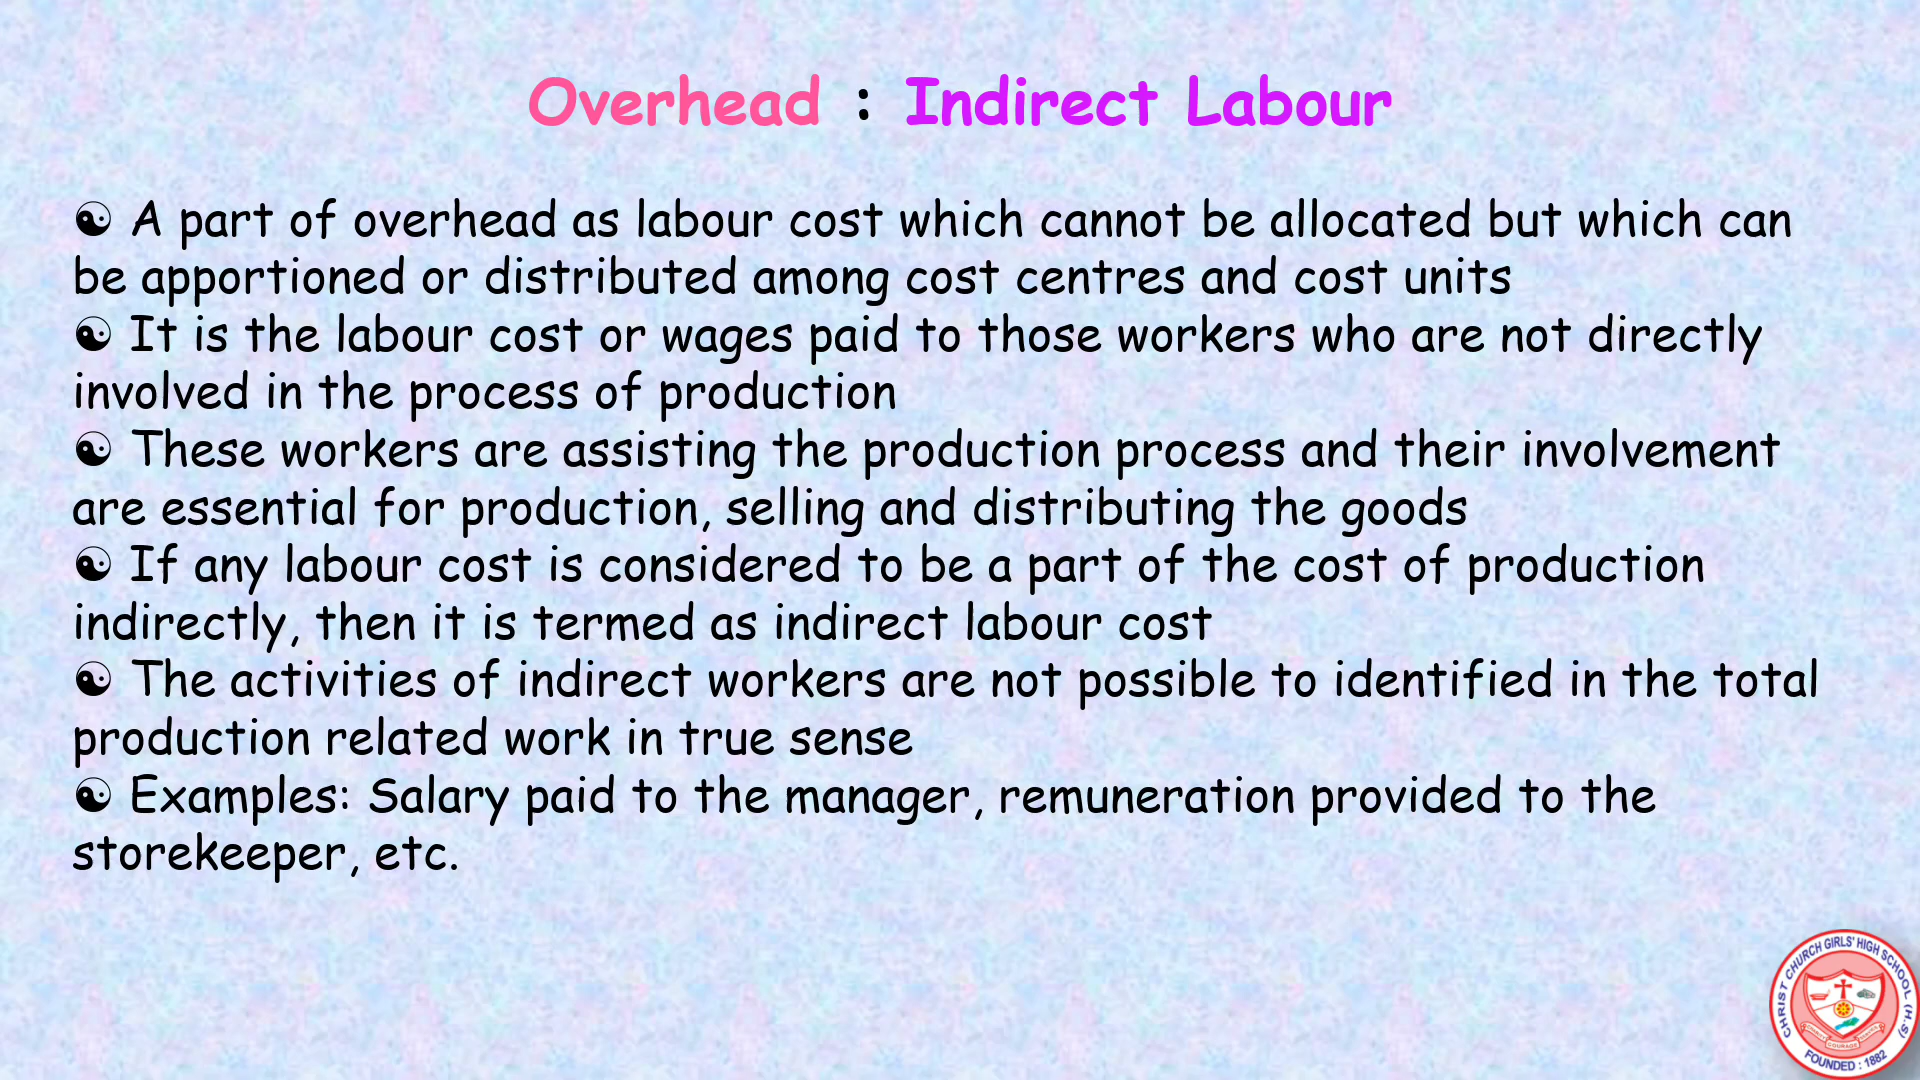 Overhead : Indirect Labour
☯ A part of overhead as labour cost which cannot be allocated but which can
be apportioned or distributed among cost centres and cost units
☯ It is the labour cost or wages paid to those workers who are not directly
involved in the process of production
☯ These workers are assisting the production process and their involvement
are essential for production, selling and distributing the goods
☯ If any labour cost is considered to be a part of the cost of production
indirectly, then it is termed as indirect labour cost
☯ The activities of indirect workers are not possible to identified in the total
production related work in true sense
☯ Examples: Salary paid to the manager, remuneration provided to the
storekeeper, etc.
CHRIST CHURCH GIRLS' HIGH SCHOOL (H.S)
COURAGE
FOUNDED : 1882